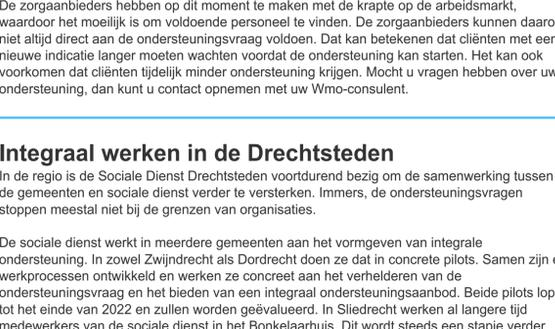 De zorgaanbieders hebben op dit moment te maken met de krapte op de arbeidsmarkt,
waardoor het moeilijk is om voldoende personeel te vinden. De zorgaanbieders kunnen
niet altijd direct aan de ondersteuningsvraag voldoen. Dat kan betekenen dat cliënten met
nieuwe indicatie langer moeten wachten voordat de ondersteuning kan starten. Het kan ook
voorkomen dat cliënten tijdelijk minder ondersteuning krijgen. Mocht u vragen hebben over
ondersteuning, dan kunt u contact opnemen met uw Wmo-consulent.
Integraal werken in de Drechtsteden
In de regio is de Sociale Dienst Drechtsteden voortdurend bezig om de samenwerking tussen
de gemeenten en sociale dienst verder te versterken. Immers, de ondersteuningsvragen
stoppen meestal niet bij de grenzen van organisaties.
De sociale dienst werkt in meerdere gemeenten aan het vormgeven van integrale
ondersteuning. In zowel Zwijndrecht als Dordrecht doen ze dat in concrete pilots. Samen zijn
werkprocessen ontwikkeld en werken ze concreet aan het verhelderen van de
ondersteuningsvraag en het bieden van een integraal ondersteuningsaanbod. Beide pilots
tot het einde van 2022 en zullen worden geëvalueerd. In Sliedrecht werken al langere tijd
medewerkers van de sociale dienst in het Bonkelaarhuis. Dit wordt steeds een stapje verder